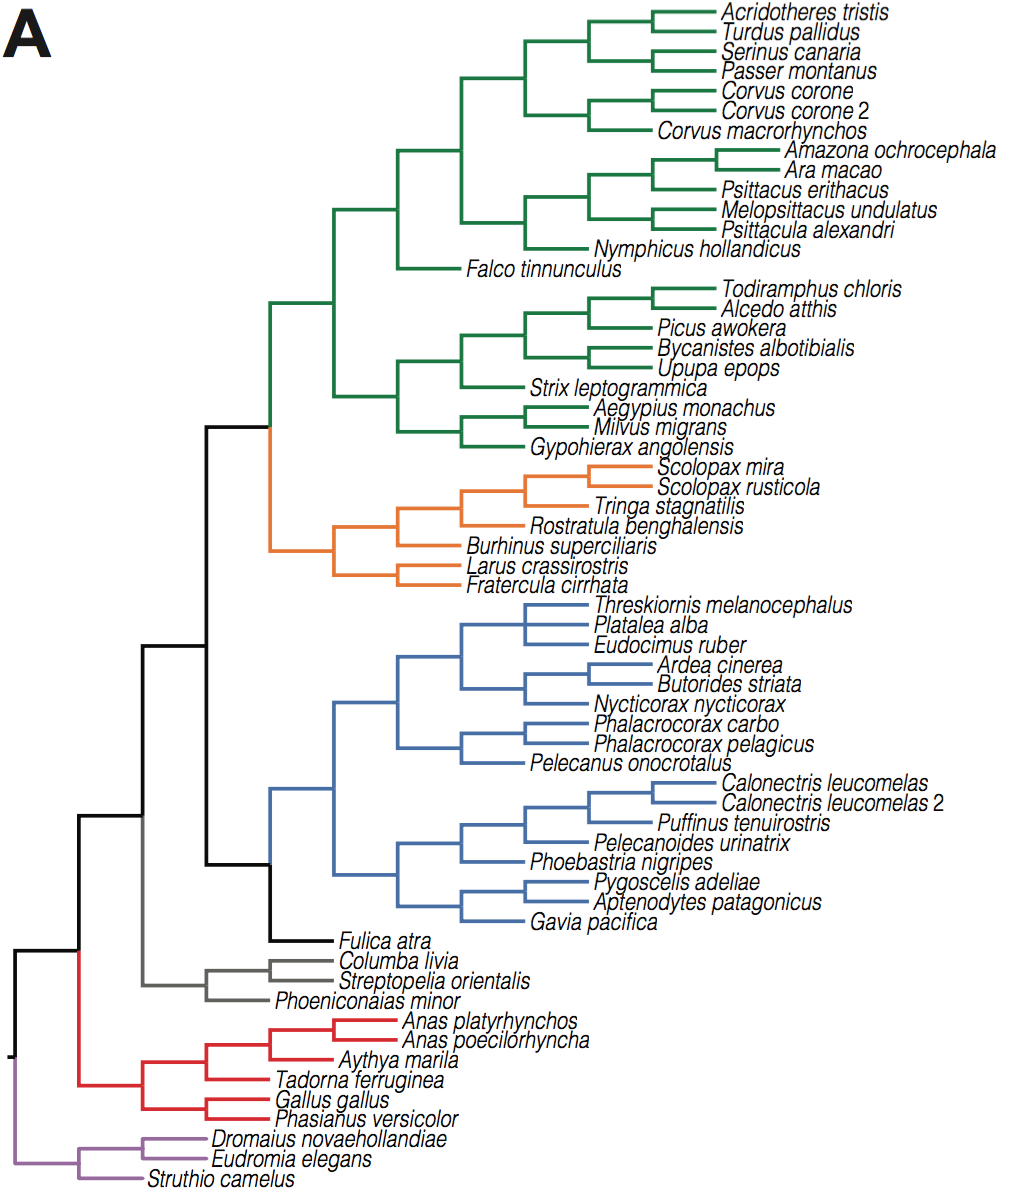 A
Acridotheres tristis
Turdus pallidus
Serinus canaria
Passer montanus
Corvus corone
Corvus corone 2
Corvus macrorhynchos
Amazona ochrocephala
Ara macao
Psittacus erithacus
Melopsittacus undulatus
Psittacula alexandri
Nymphicus hollandicus
Falco tinnunculus
Todiramphus chloris
Alcedo atthis
Picus awokera
Bycanistes albotibialis
Upupa epops
Strix leptogrammica
Aegypius monachus
Milvus migrans
Gypohierax angolensis
Scolopax mira
Scolopax rusticola
Tringa stagnatilis
Rostratula benghalensis
Burhinus superciliaris
Larus crassirostris
Fratercula cirrhata
Threskiornis melanocephalus
Platalea alba
Eudocimus ruber
Ardea cinerea
Butorides striata
Nycticorax nycticorax
Phalacrocorax carbo
Phalacrocorax pelagicus
Pelecanus onocrotalus
Calonectris leucomelas
Calonectris leucomelas 2
Puffinus tenuirostris
Pelecanoides urinatrix
Phoebastria nigripes
Pygoscelis adeliae
Aptenodytes patagonicus
Gavia pacifica
Fulica atra
Columba livia
Streptopelia orientalis
Phoeniconaias minor
Anas platyrhynchos
Anas poecilorhyncha
Aythya marila
Tadorna ferruginea
Gallus gallus
Phasianus versicolor
Dromaius novaehollandiae
Eudromia elegans
Struthio camelus